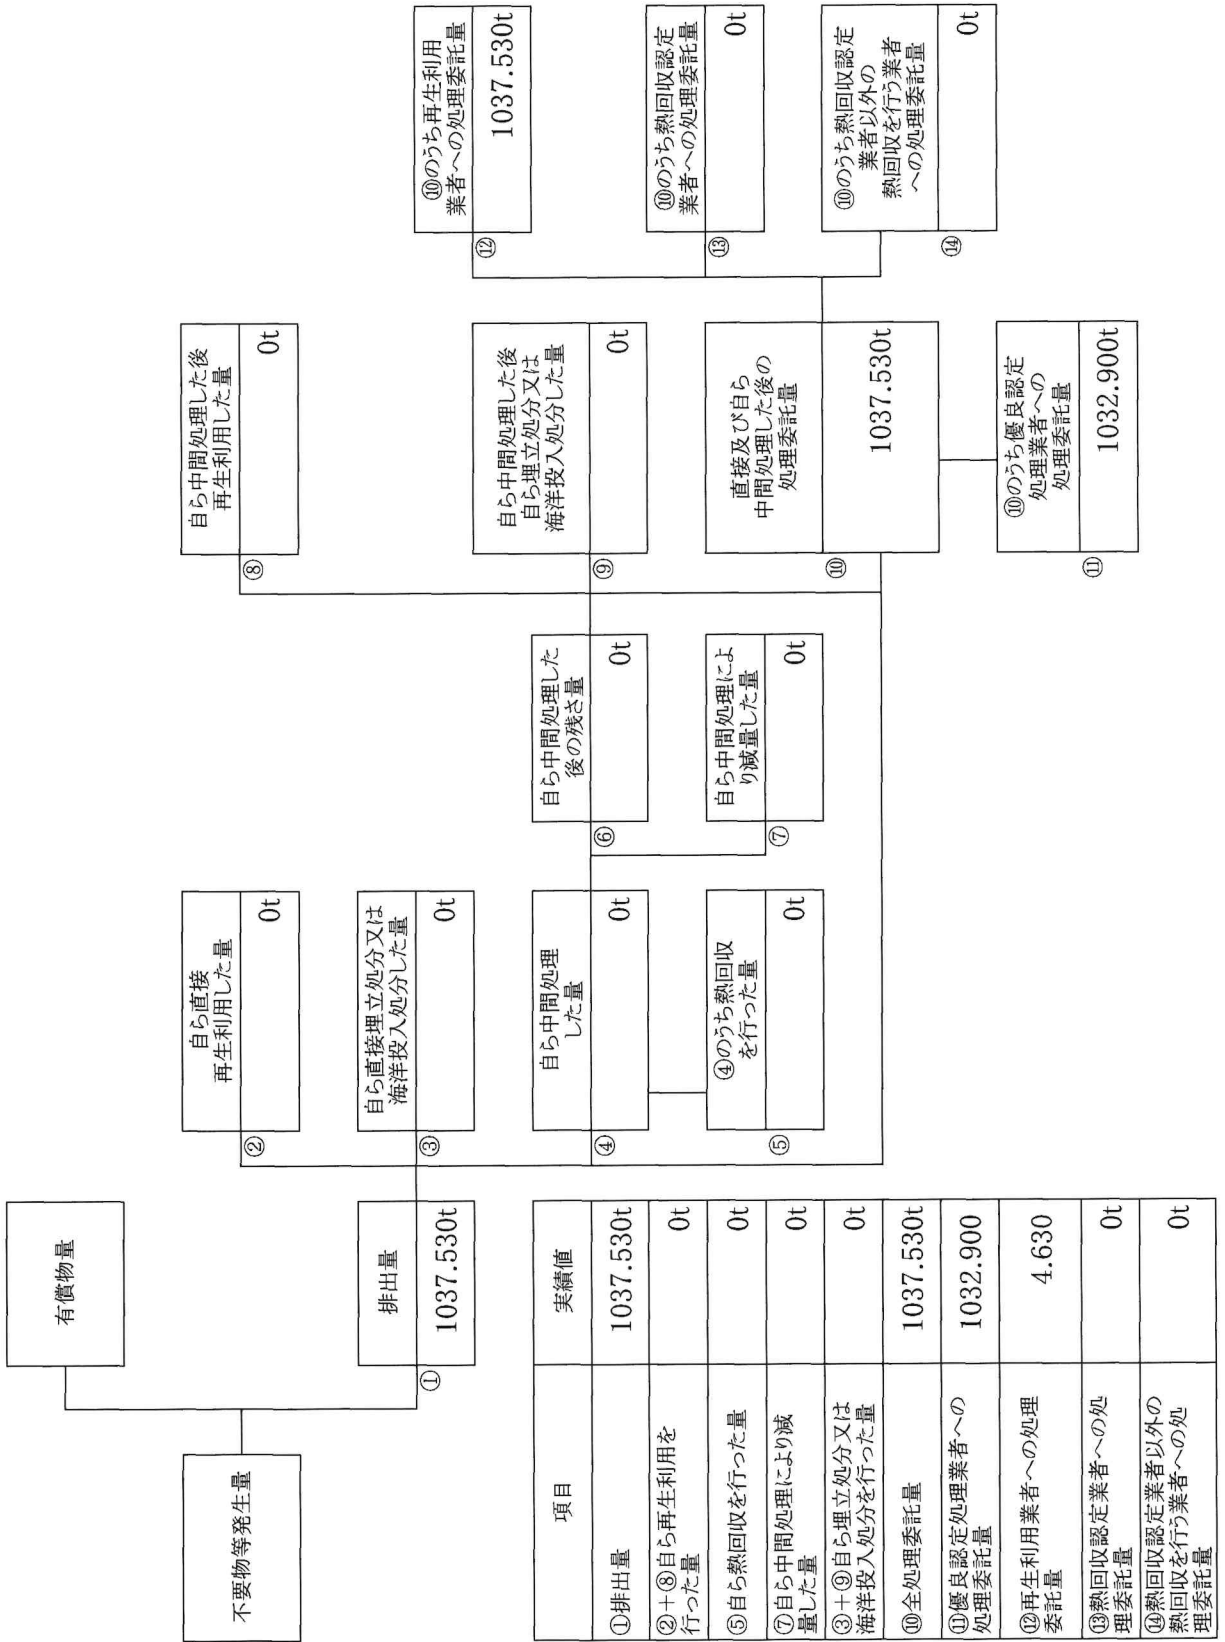 不要物等発生量
有償物量
①
排出量
1037.530t
②
自ら直接
再生利用した量
0t
③
自ら直接埋立処分又は
海洋投入処分した量
0t
④
自ら中間処理
した量
0t
⑤
④のうち熱回収
を行った量
0t
⑥
自ら中間処理した
後の残さ量
0t
⑦
自ら中間処理によ
り減量した量
0t
⑧
自ら中間処理した後
再生利用した量
0t
⑨
自ら中間処理した後
自ら埋立処分又は
海洋投入処分した量
0t
⑩
直接及び自ら
中間処理した後の
処理委託量
1037.530t
⑪
⑩のうち優良認定
処理業者への
処理委託量
1032.900t
⑫
⑩のうち再生利用
業者への処理委託量
1037.530t
⑬
⑩のうち熱回収認定
業者への処理委託量
0t
⑭
⑩のうち熱回収認定
業者以外の
熱回収を行う業者
への処理委託量
0t
項目
実績値
①排出量
1037.530t
②+⑧自ら再生利用を
行った量
0t
⑤自ら熱回収を行った量
0t
⑦自ら中間処理により減
量した量
0t
③+⑨自ら埋立処分又は
海洋投入処分を行った量
0t
⑩全処理委託量
1037.530t
⑪優良認定処理業者への
処理委託量
1032.900
⑫再生利用業者への処理
委託量
4.630
⑬熱回収認定業者への処
理委託量
0t
⑭熱回収認定業者以外の
熱回収を行う業者への処
理委託量
0t